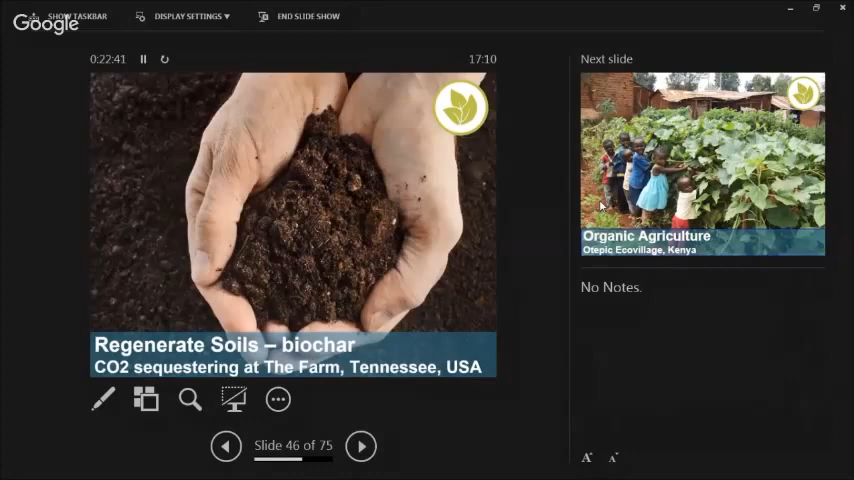 SHOW TASKBAR
DISPLAY SETTINGS
END SLIDE SHOW
Google
0:22:41
17:10
Next slide
Organic Agriculture
Otepic Ecovillage, Kenya
No Notes.
Regenerate Soils – biochar
CO2 sequestering at The Farm, Tennessee, USA
Slide 46 of 75
A
A